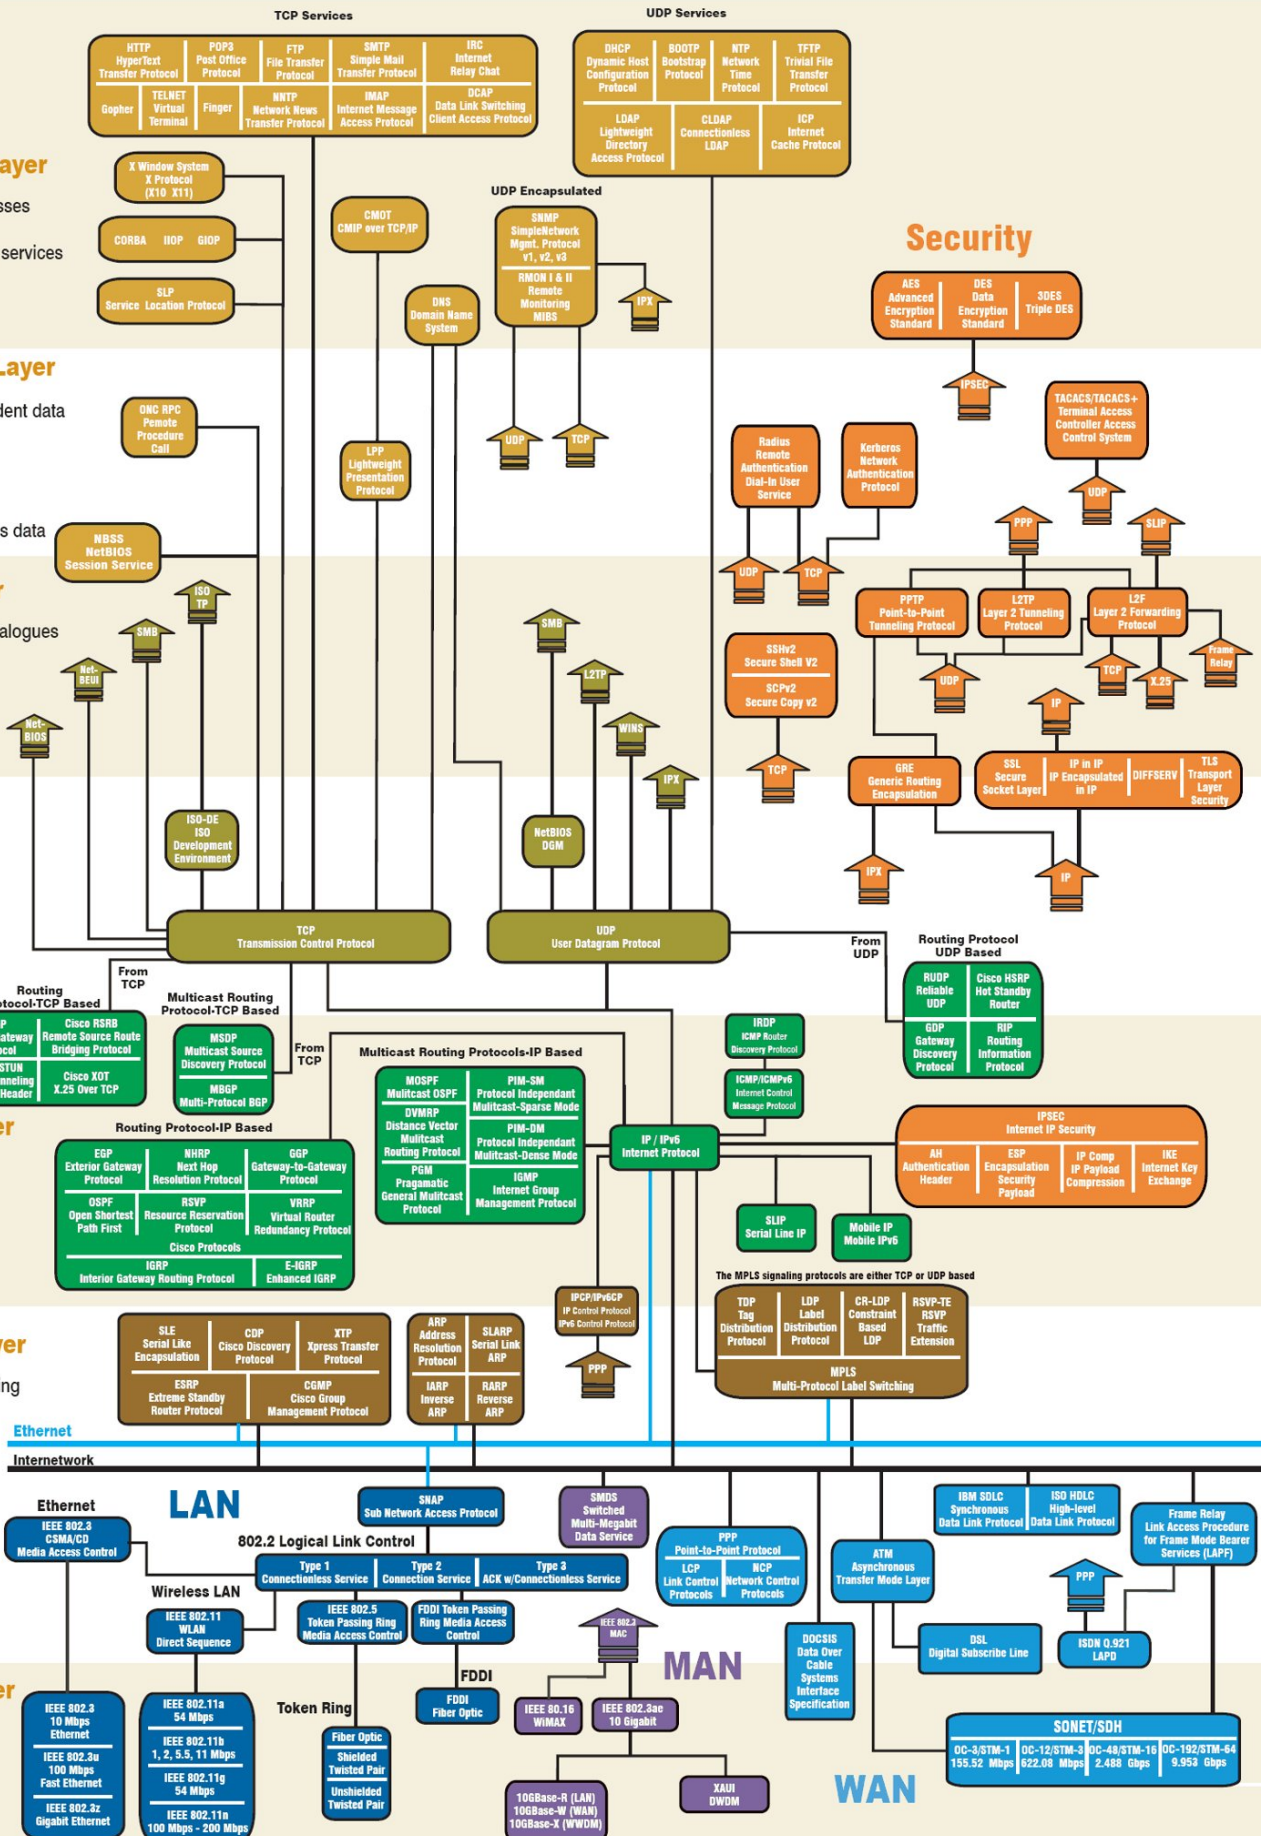 TCP Services
HTTP
HyperText
Transfer Protocol
POP3
Post Office
Protocol
FTP
File Transfer
Protocol
SMTP
Simple Mail
Transfer Protocol
IRC
Internet
Relay Chat
Gopher
TELNET
Virtual
Terminal
Finger
NNTP
Network News
Transfer Protocol
IMAP
Internet Message
Access Protocol
DCAP
Data Link Switching
Client Access Protocol
UDP Services
DHCP
Dynamic Host
Configuration
Protocol
BOOTP
Bootstrap
Protocol
NTP
Network
Time
Protocol
TFTP
Trivial File
Transfer
Protocol
LDAP
Lightweight
Directory
Access Protocol
CLDAP
Connectionless
LDAP
ICP
Internet
Cache Protocol
ayer
sses
services
X Window System
X Protocol
(X10 X11)
CORBA IIOP GIOP
SLP
Service Location Protocol
CMOT
CMIP over TCP/IP
DNS
Domain Name
System
UDP Encapsulated
SNMP
SimpleNetwork
Mgmt. Protocol
v1, v2, v3
RMON I & II
Remote
Monitoring
MIBS
IPX
Security
AES
Advanced
Encryption
Standard
DES
Data
Encryption
Standard
3DES
Triple DES
Layer
dent data
s data
ONC RPC
Pemote
Procedure
Call
LPP
Lightweight
Presentation
Protocol
UDP
TCP
IPSEC
TACACS/TACACS+
Terminal Access
Controller Access
Control System
UDP
Radius
Remote
Authentication
Dial-In User
Service
Kerberos
Network
Authentication
Protocol
NBSS
NetBIOS
Session Service
PPP
SLIP
UDP
TCP
r
alogues
ISO
TP
SMB
Net-
BEUI
Net-
BIOS
SMB
L2TP
WINS
IPX
PPTP
Point-to-Point
Tunneling Protocol
L2TP
Layer 2 Tunneling
Protocol
L2F
Layer 2 Forwarding
Protocol
SSHv2
Secure Shell V2
SCPv2
Secure Copy v2
TCP
UDP
TCP
X.25
Frame
Relay
IP
GRE
Generic Routing
Encapsulation
SSL
Secure
Socket Layer
IP in IP
IP Encapsulated
in IP
DIFFSERV
TLS
Transport
Layer
Security
IPX
IP
ISO-DE
ISO
Development
Environment
NetBIOS
DGM
TCP
Transmission Control Protocol
UDP
User Datagram Protocol
From
UDP
Routing Protocol
UDP Based
RUDP
Reliable
UDP
Cisco HSRP
Hot Standby
Router
GDP
Gateway
Discovery
Protocol
RIP
Routing
Information
Protocol
From
TCP
Routing
otocol-TCP Based
P
ateway
ocol
Cisco RSRB
Remote Source Route
Bridging Protocol
STUN
nneling
Header
Cisco XOT
X.25 Over TCP
Multicast Routing
Protocol-TCP Based
MSDP
Multicast Source
Discovery Protocol
MBGP
Multi-Protocol BGP
From
TCP
Multicast Routing Protocols-IP Based
MOSPF
Mulitcast OSPF
PIM-SM
Protocol Independant
Mulitcast-Sparse Mode
DVMRP
Distance Vector
Mulitcast
Routing Protocol
PIM-DM
Protocol Independant
Mulitcast-Dense Mode
PGM
Pragamatic
General Mulitcast
Protocol
IGMP
Internet Group
Management Protocol
IRDP
ICMP Router
Discovery Protocol
ICMP/ICMPv6
Internet Control
Message Protocol
IP / IPv6
Internet Protocol
er
Routing Protocol-IP Based
EGP
Exterior Gateway
Protocol
NHRP
Next Hop
Resolution Protocol
GGP
Gateway-to-Gateway
Protocol
OSPF
Open Shortest
Path First
RSVP
Resource Reservation
Protocol
VRRP
Virtual Router
Redundancy Protocol
Cisco Protocols
IGRP
Interior Gateway Routing Protocol
E-IGRP
Enhanced IGRP
IPSEC
Internet IP Security
AH
Authentication
Header
ESP
Encapsulation
Security
Payload
IP Comp
IP Payload
Compression
IKE
Internet Key
Exchange
SLIP
Serial Line IP
Mobile IP
Mobile IPv6
The MPLS signaling protocols are either TCP or UDP based
TDP
Tag
Distribution
Protocol
LDP
Label
Distribution
Protocol
CR-LDP
Constraint
Based
LDP
RSVP-TE
RSVP
Traffic
Extension
MPLS
Multi-Protocol Label Switching
IPCP/IPv6CP
IP Control Protocol
IPv6 Control Protocol
PPP
yer
ing
SLE
Serial Like
Encapsulation
CDP
Cisco Discovery
Protocol
XTP
Xpress Transfer
Protocol
ESRP
Extreme Standby
Router Protocol
CGMP
Cisco Group
Management Protocol
ARP
Address
Resolution
Protocol
SLARP
Serial Link
ARP
IARP
Inverse
ARP
RARP
Reverse
ARP
Ethernet
Internetwork
LAN
Ethernet
IEEE 802.3
CSMA/CD
Media Access Control
SNAP
Sub Network Access Protocol
802.2 Logical Link Control
Type 1
Connectionless Service
Type 2
Connection Service
Type 3
ACK w/Connectionless Service
Wireless LAN
IEEE 802.11
WLAN
Direct Sequence
IEEE 802.5
Token Passing Ring
Media Access Control
FDDI Token Passing
Ring Media Access
Control
SMDS
Switched
Multi-Megabit
Data Service
PPP
Point-to-Point Protocol
LCP
Link Control
Protocols
NCP
Network Control
Protocols
IBM SDLC
Synchronous
Data Link Protocol
ISO HDLC
High-level
Data Link Protocol
Frame Relay
Link Access Procedure
for Frame Mode Bearer
Services (LAPF)
ATM
Asynchronous
Transfer Mode Layer
PPP
ISDN Q.921
LAPD
DSL
Digital Subscribe Line
DOCSIS
Data Over
Cable
Systems
Interface
Specification
IEEE 802.3
MAC
MAN
er
IEEE 802.3
10 Mbps
Ethernet
IEEE 802.3u
100 Mbps
Fast Ethernet
IEEE 802.3z
Gigabit Ethernet
IEEE 802.11a
54 Mbps
IEEE 802.11b
1, 2, 5.5, 11 Mbps
IEEE 802.11g
54 Mbps
IEEE 802.11n
100 Mbps - 200 Mbps
Token Ring
Fiber Optic
Shielded
Twisted Pair
Unshielded
Twisted Pair
FDDI
FDDI
Fiber Optic
IEEE 80.16
WiMAX
IEEE 802.3ae
10 Gigabit
10GBase-R (LAN)
10GBase-W (WAN)
10GBase-X (WWDM)
XAUI
DWDM
WAN
SONET/SDH
OC-3/STM-1
155.52 Mbps
OC-12/STM-3
622.08 Mbps
OC-48/STM-16
2.488 Gbps
OC-192/STM-64
9.953 Gbps